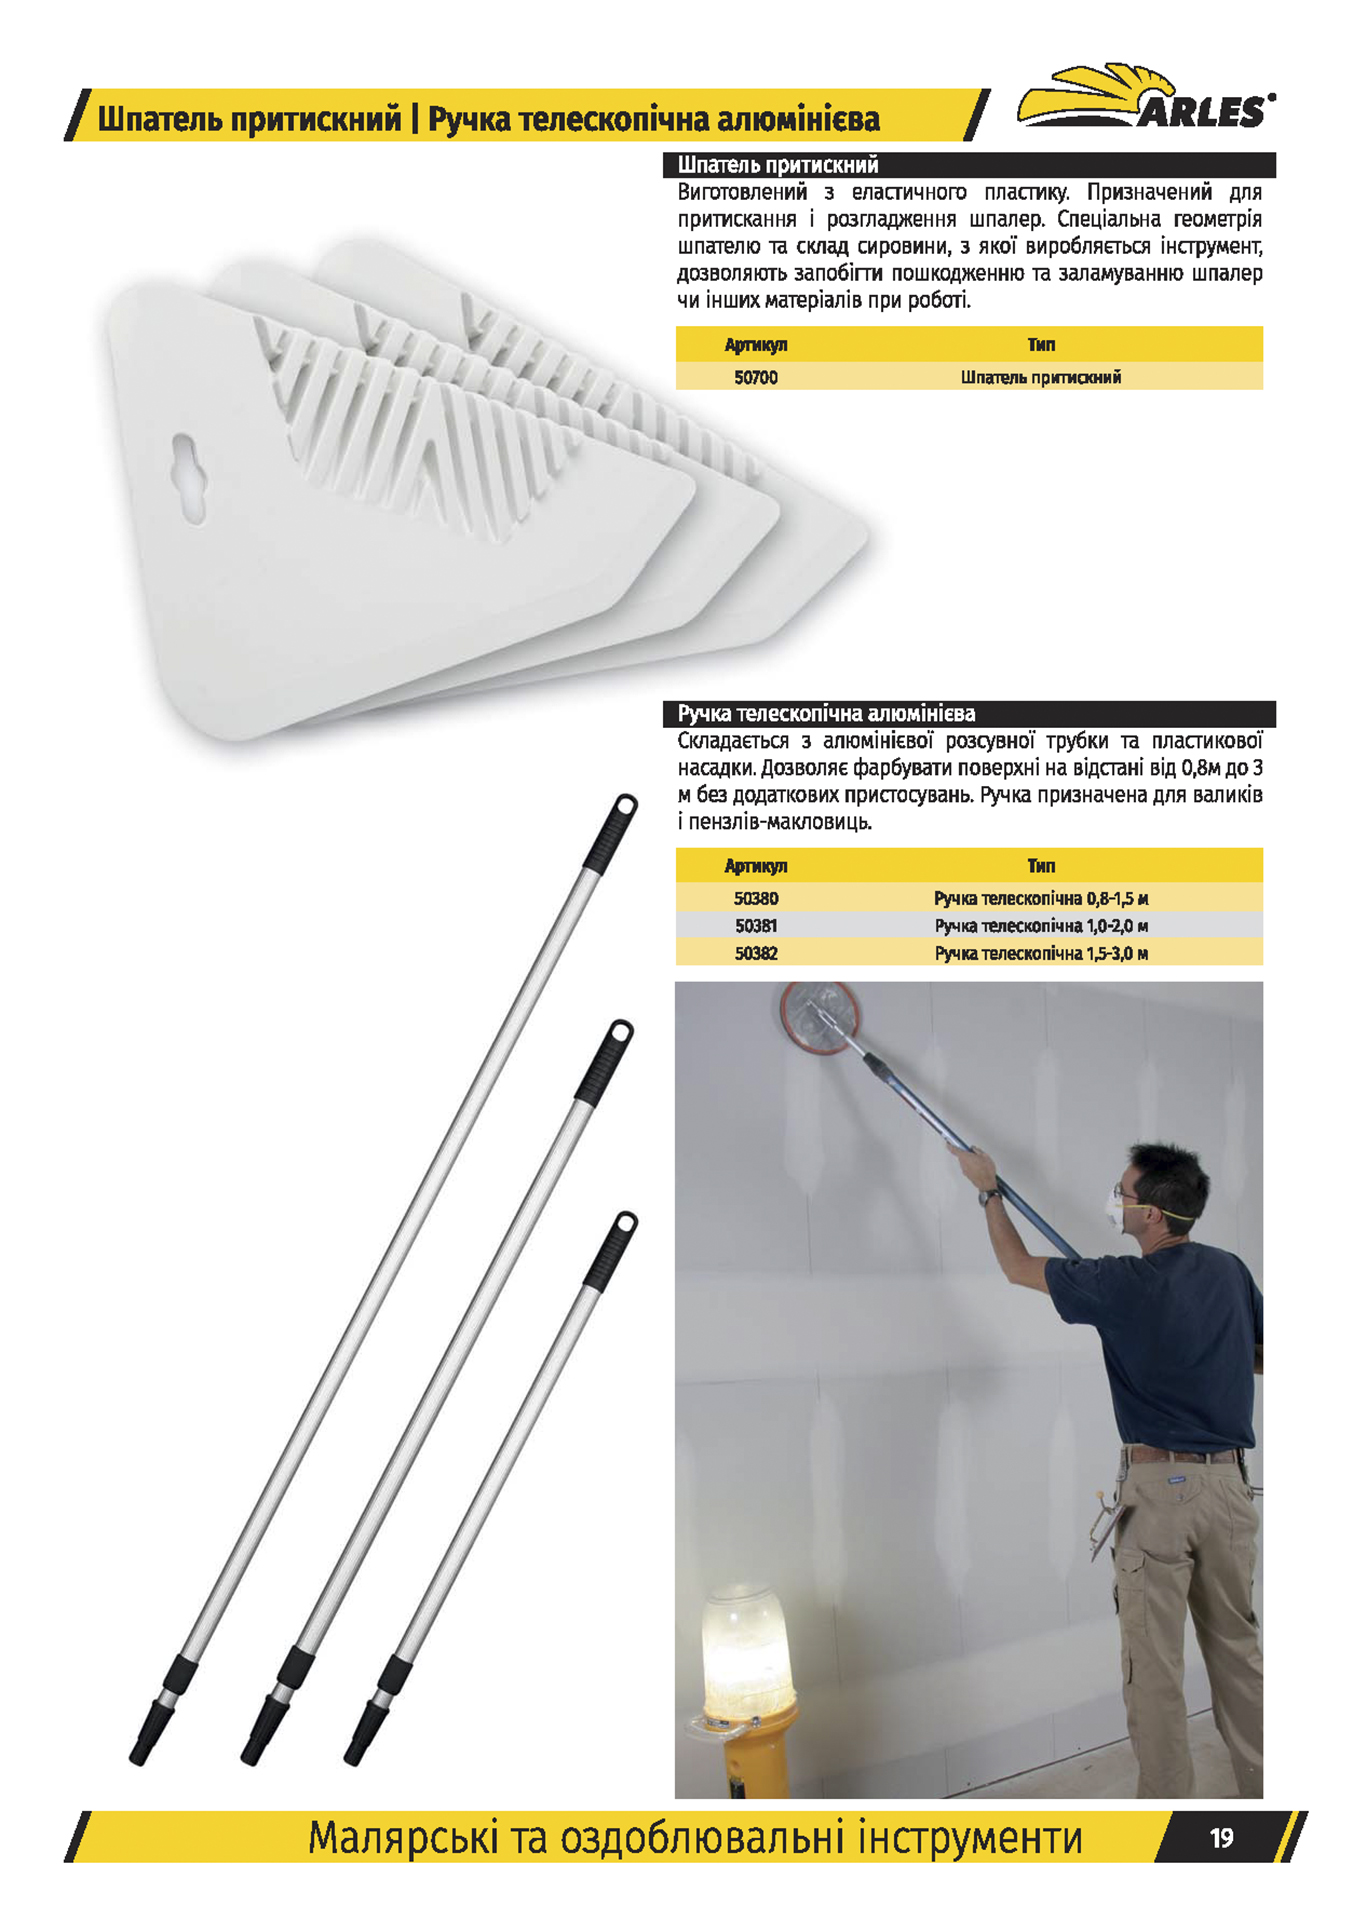 Шпатель притискний | Ручка телескопічна алюмінієва
ARLES®
Шпатель притискний
Виготовлений з еластичного пластику. Призначений для
притискання і розгладження шпалер. Спеціальна геометрія
шпателю та склад сировини, з якої виробляється інструмент,
дозволяють запобігти пошкодженню та заламуванню шпалер
чи інших матеріалів при роботі.
Артикул Тип
50700 Шпатель притискний
Ручка телескопічна алюмінієва
Складається з алюмінієвої розсувної трубки та пластикової
насадки. Дозволяє фарбувати поверхні на відстані від 0,8м до 3
м без додаткових пристосувань. Ручка призначена для валиків
і пензлів-макловиць.
Артикул Тип
50380 Ручка телескопічна 0,8-1,5 м
50381 Ручка телескопічна 1,0-2,0 м
50382 Ручка телескопічна 1,5-3,0 м
Малярські та оздоблювальні інструменти
19